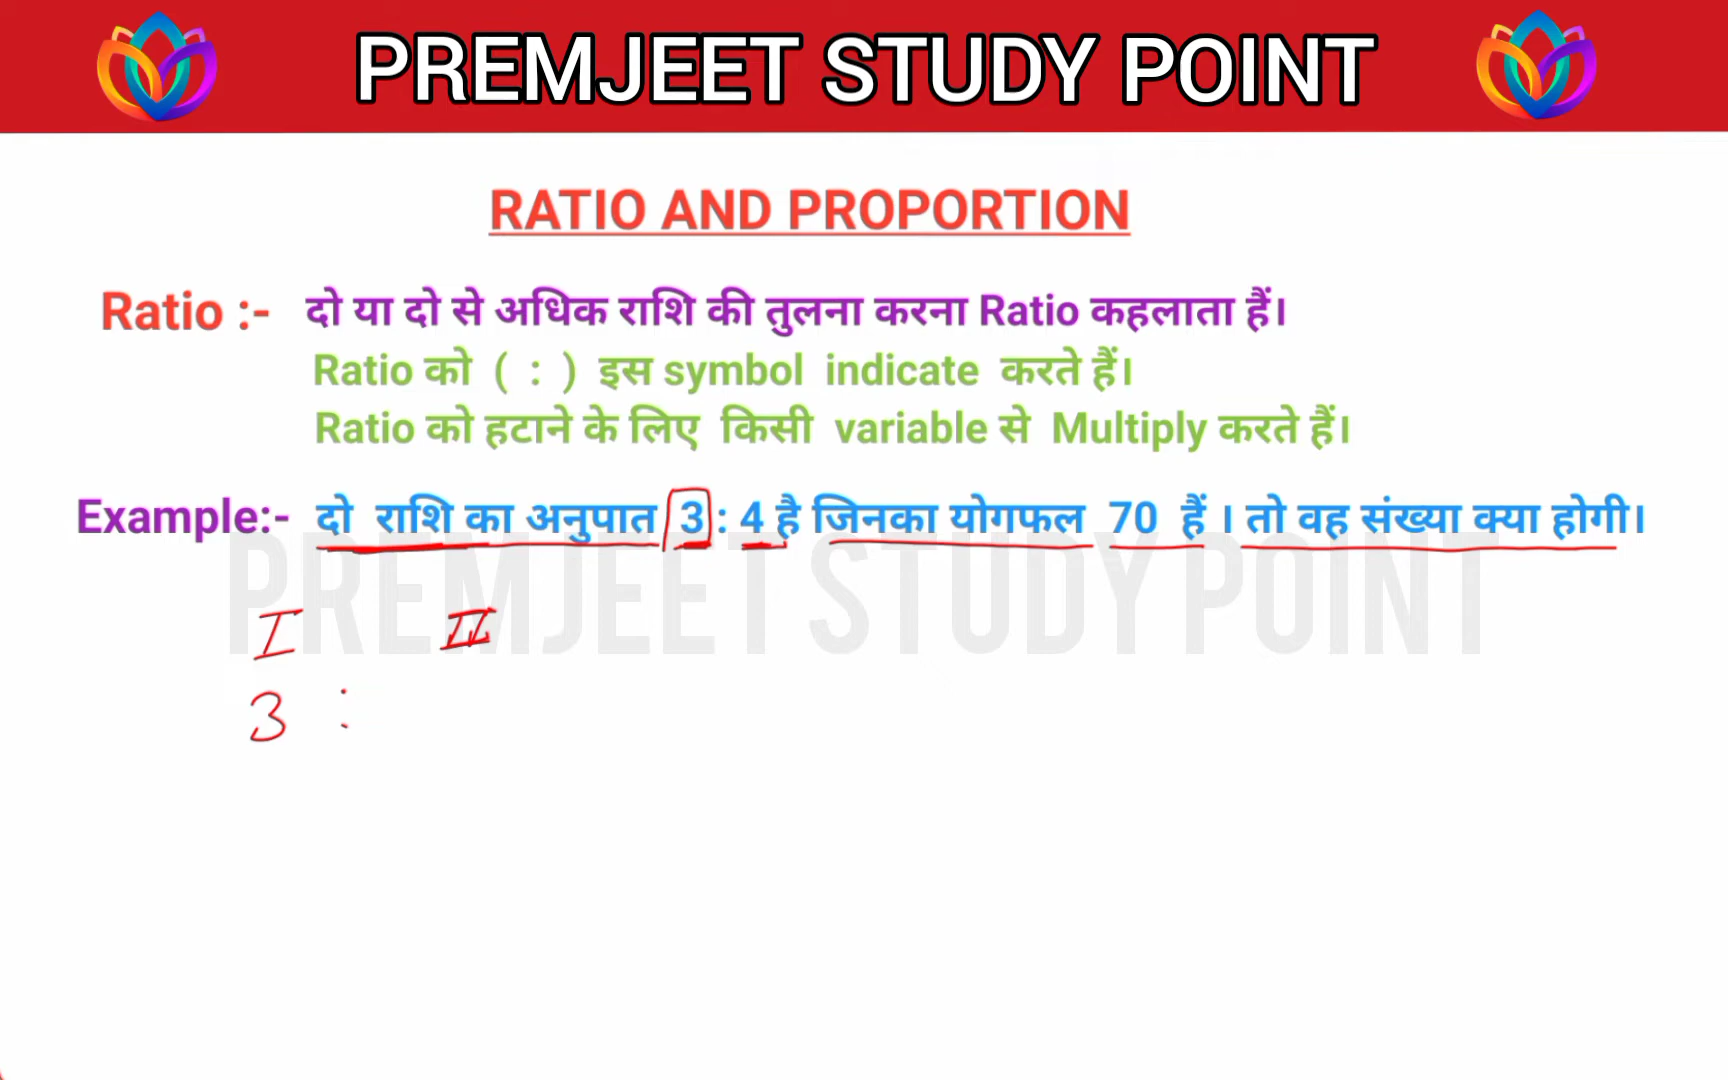 PREMJEET STUDY POINT
RATIO AND PROPORTION
Ratio :- दो या दो से अधिक राशि की तुलना करना Ratio कहलाता हैं।
Ratio को ( : ) इस symbol indicate करते हैं।
Ratio को हटाने के लिए किसी variable से Multiply करते हैं।
Example:- दो राशि का अनुपात 3 : 4 है जिनका योगफल 70 हैं । तो वह संख्या क्या होगी।
PREMJEET STUDY POINT
I II
3 :